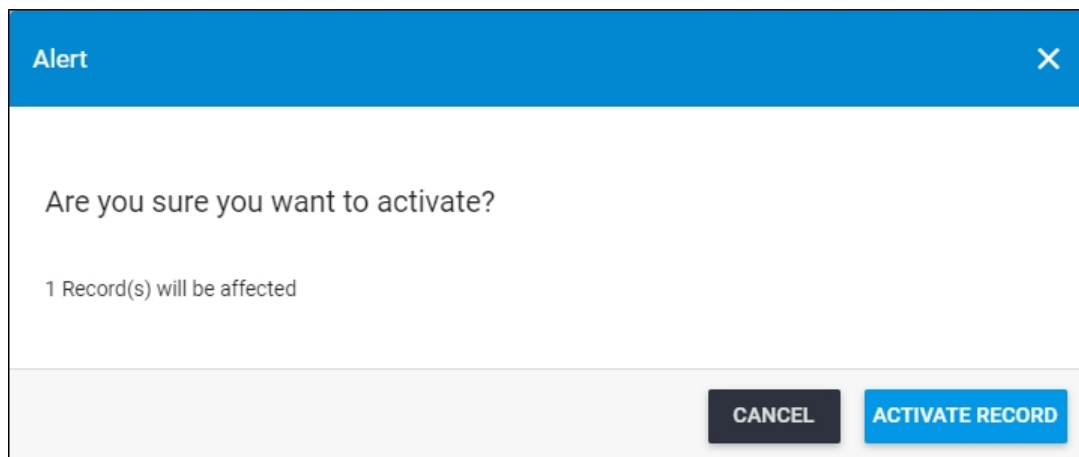 Alert
Are you sure you want to activate?
1 Record(s) will be affected
CANCEL ACTIVATE RECORD